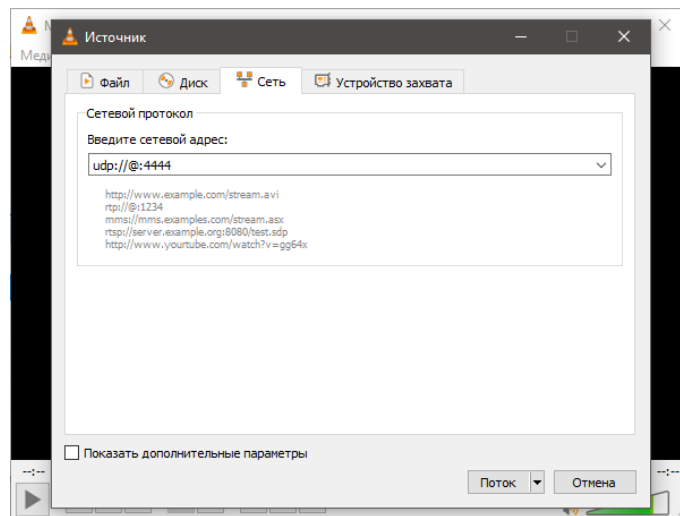 Источник
Меди
Файл
Диск
Сеть
Устройство захвата
Сетевой протокол
Введите сетевой адрес:
udp://@:4444
http://www.example.com/stream.avi
rtp://@:1234
mms://mms.examples.com/stream.asx
rtsp://server.example.org:8080/test.sdp
http://www.yourtube.com/watch?v=gg64x
Показать дополнительные параметры
--:--
--:--
Поток
Отмена